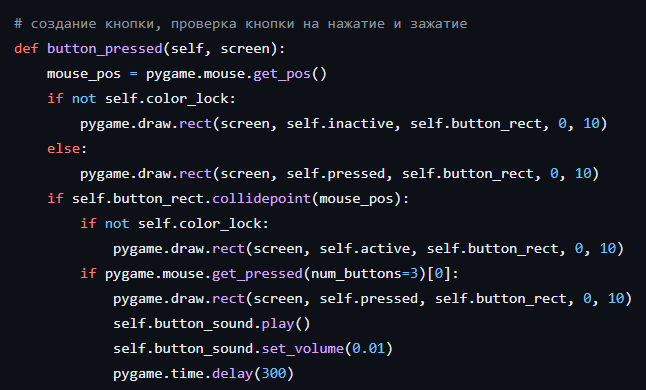 # создание кнопки, проверка кнопки на нажатие и зажатие
def button_pressed(self, screen):
    mouse_pos = pygame.mouse.get_pos()
    if not self.color_lock:
        pygame.draw.rect(screen, self.inactive, self.button_rect, 0, 10)
    else:
        pygame.draw.rect(screen, self.pressed, self.button_rect, 0, 10)
    if self.button_rect.collidepoint(mouse_pos):
        if not self.color_lock:
            pygame.draw.rect(screen, self.active, self.button_rect, 0, 10)
        if pygame.mouse.get_pressed(num_buttons=3)[0]:
            pygame.draw.rect(screen, self.pressed, self.button_rect, 0, 10)
            self.button_sound.play()
            self.button_sound.set_volume(0.01)
            pygame.time.delay(300)